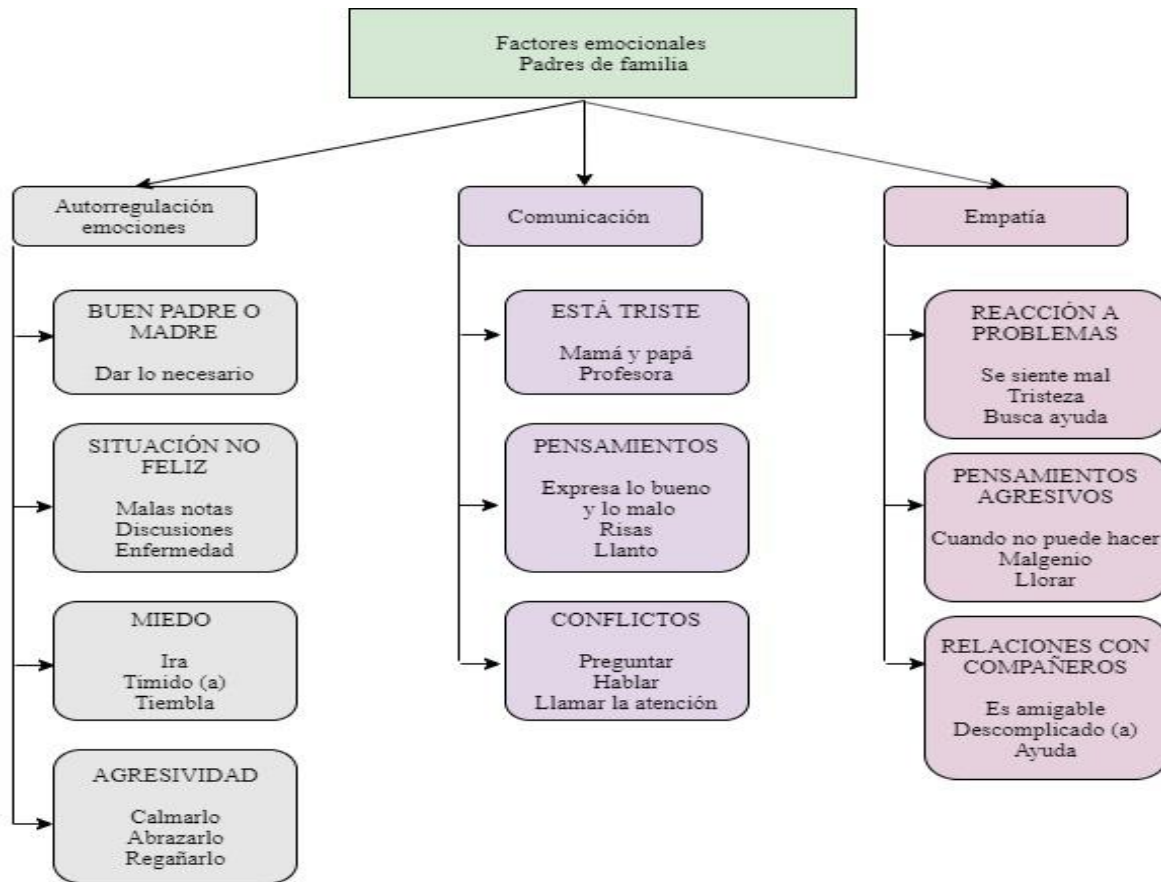 Factores emocionales
Padres de familia
Autorregulación
emociones
BUEN PADRE O
MADRE
Dar lo necesario
SITUACIÓN NO
FELIZ
Malas notas
Discusiones
Enfermedad
MIEDO
Ira
Timido (a)
Tiembla
AGRESIVIDAD
Calmarlo
Abrazarlo
Regañarlo
Comunicación
ESTÁ TRISTE
Mamá y papá
Profesora
PENSAMIENTOS
Expresa lo bueno
y lo malo
Risas
Llanto
CONFLICTOS
Preguntar
Hablar
Llamar la atención
Empatía
REACCIÓN A
PROBLEMAS
Se siente mal
Tristeza
Busca ayuda
PENSAMIENTOS
AGRESIVOS
Cuando no puede hacer
Malgenio
Llorar
RELACIONES CON
COMPAÑEROS
Es amigable
Descomplicado (a)
Ayuda